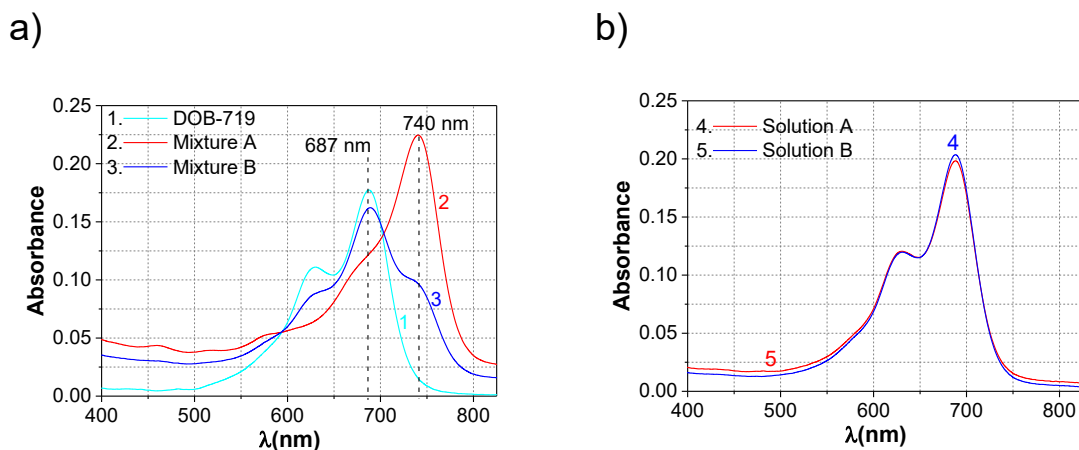 a)
b)
0.25
0.20
0.15
0.10
0.05
0.00
Absorbance
1. DOB-719
2. Mixture A
3. Mixture B
687 nm
740 nm
2
3
1
400 500 600 700 800
λ(nm)
0.25
0.20
0.15
0.10
0.05
0.00
Absorbance
4. Solution A
5. Solution B
4
5
400 500 600 700 800
λ(nm)